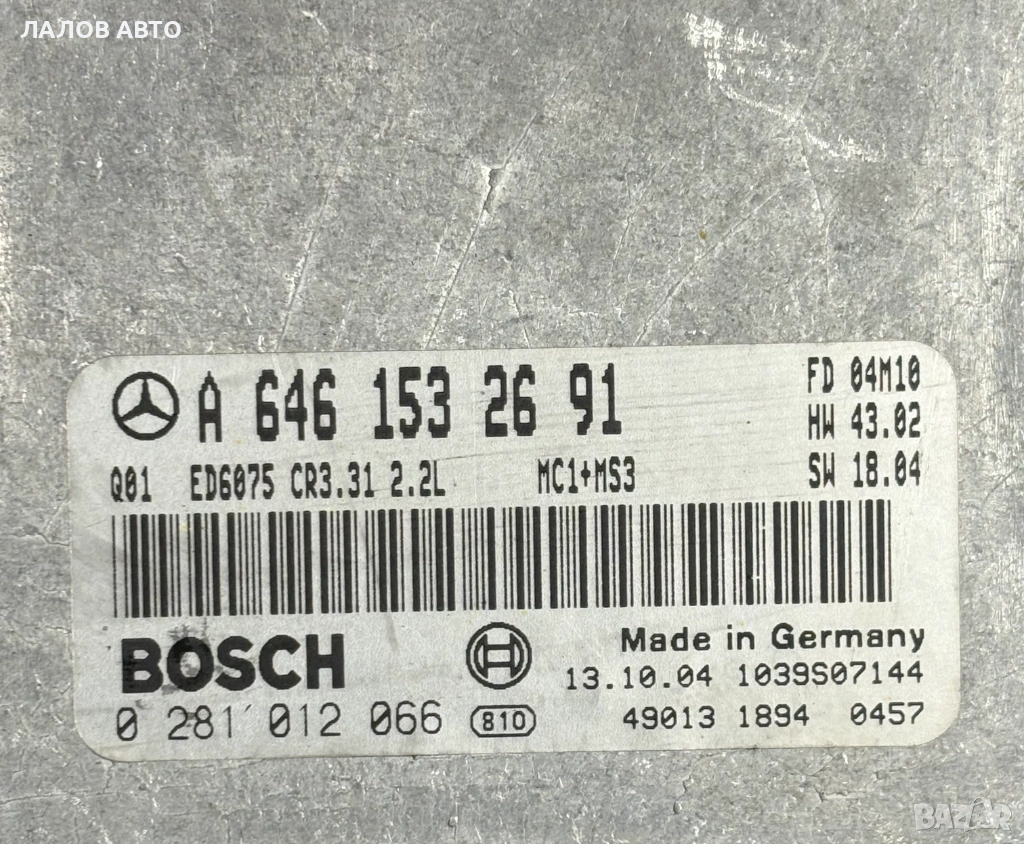 ЛАЛОВ АВТО
A 646 153 26 91
FD 04M10
HW 43.02
Q01 ED6075 CR3.31 2.2L MC1+MS3
SW 18.04
BOSCH
Made in Germany
13.10.04 1039S07144
0 281 012 066 810
49013 1894 0457
BAZAR